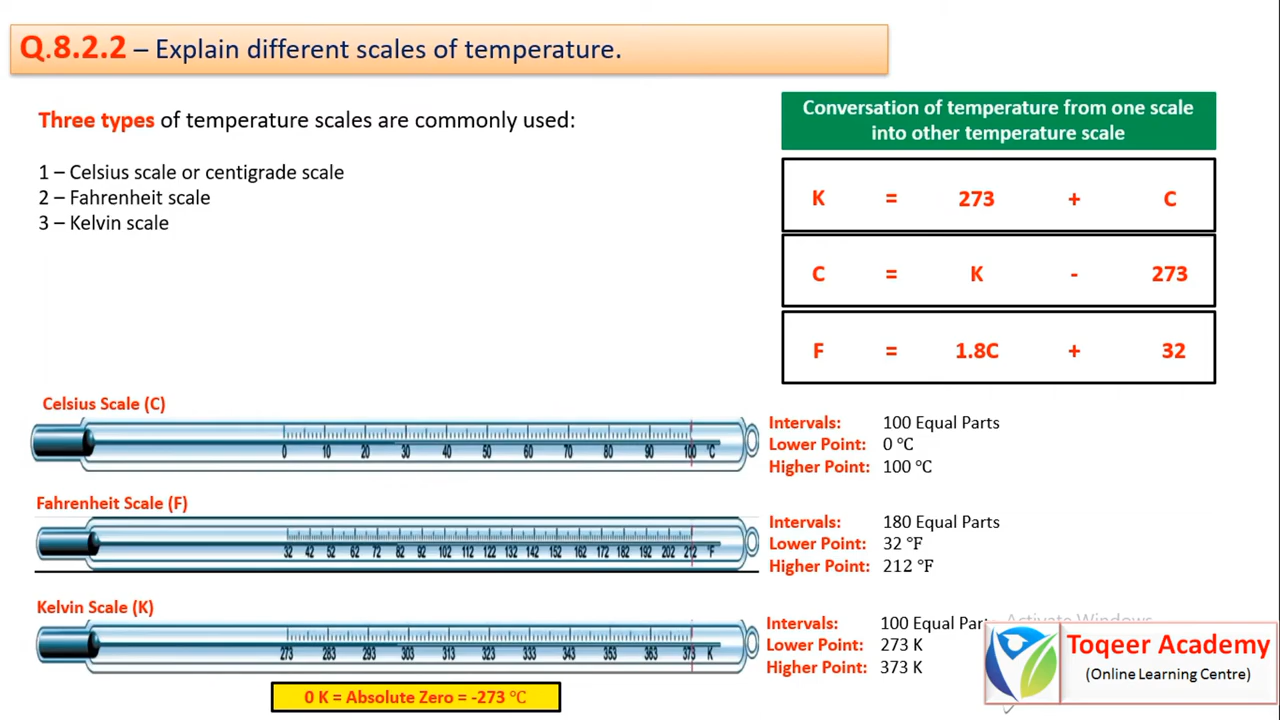 Q.8.2.2 – Explain different scales of temperature.
Three types of temperature scales are commonly used:
1 – Celsius scale or centigrade scale
2 – Fahrenheit scale
3 – Kelvin scale
Conversation of temperature from one scale
into other temperature scale
K = 273 + C
C = K - 273
F = 1.8C + 32
Celsius Scale (C)
0 10 20 30 40 50 60 70 80 90 100 °C
Intervals: 100 Equal Parts
Lower Point: 0 °C
Higher Point: 100 °C
Fahrenheit Scale (F)
32 42 52 62 72 82 92 102 112 122 132 142 152 162 172 182 192 202 212 °F
Intervals: 180 Equal Parts
Lower Point: 32 °F
Higher Point: 212 °F
Kelvin Scale (K)
273 283 293 303 313 323 333 343 353 363 373 K
Intervals: 100 Equal Parts
Lower Point: 273 K
Higher Point: 373 K
0 K = Absolute Zero = -273 °C
Activate Windows
Toqeer Academy
(Online Learning Centre)